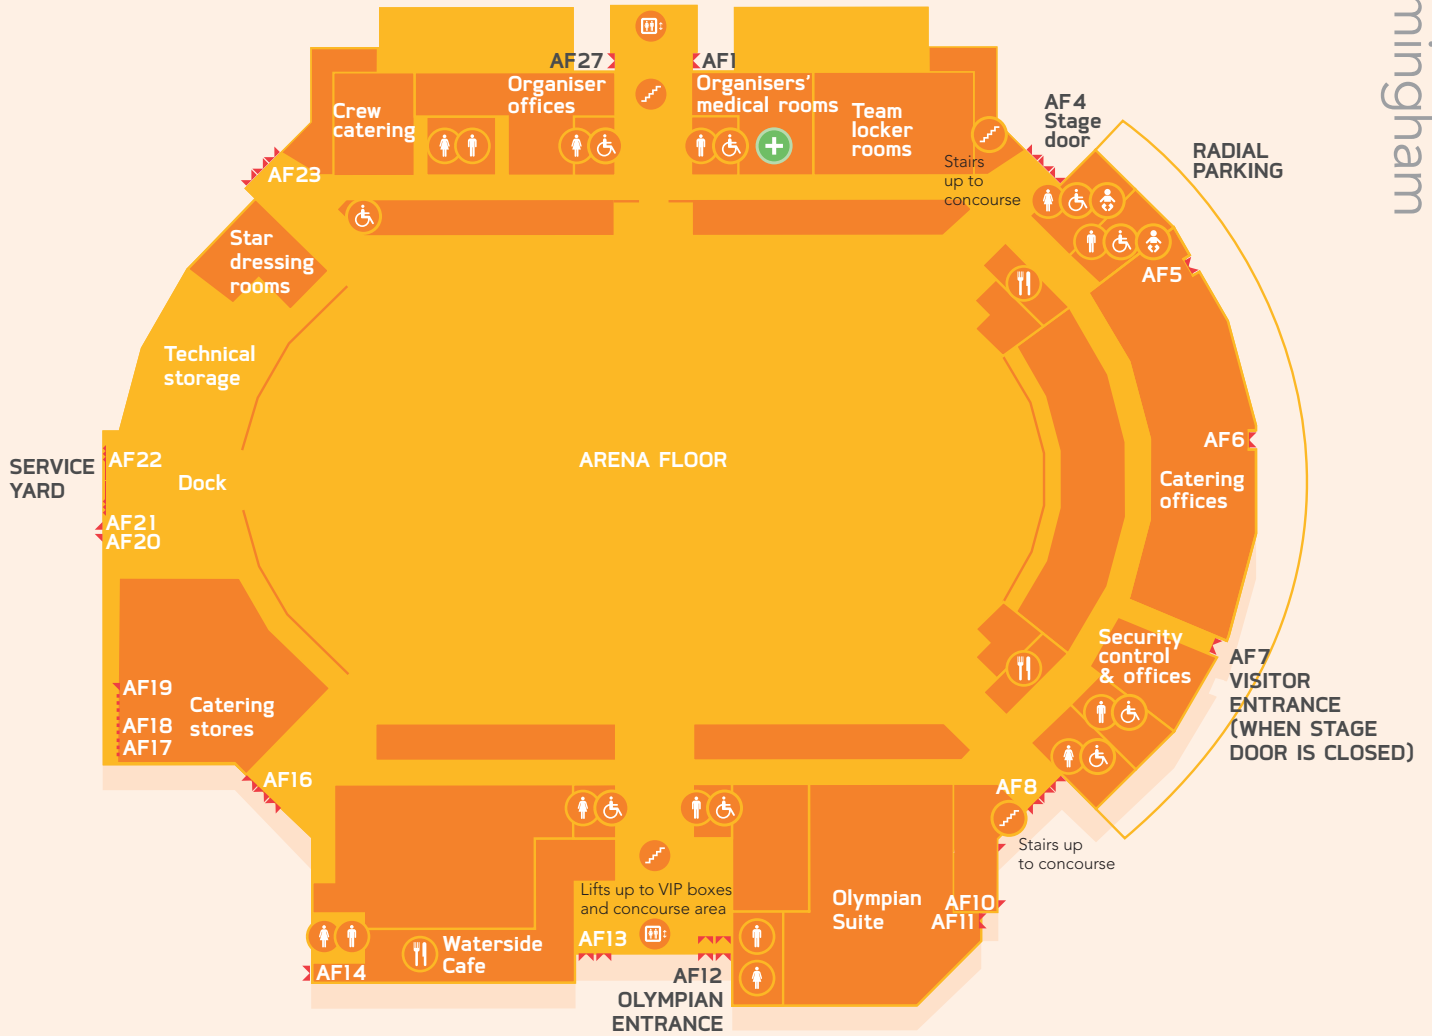 mingham
AF27
AF1
Organiser
offices
Organisers'
medical rooms
Crew
catering
Team
locker
rooms
AF4
Stage
door
RADIAL
PARKING
Stairs
up to
concourse
AF23
AF5
Star
dressing
rooms
Technical
storage
SERVICE
YARD
AF22
Dock
AF21
AF20
ARENA FLOOR
AF6
Catering
offices
Security
control
& offices
AF7
VISITOR
ENTRANCE
(WHEN STAGE
DOOR IS CLOSED)
AF19
AF18
AF17
Catering
stores
AF16
AF8
Stairs up
to concourse
Lifts up to VIP boxes
and concourse area
Olympian
Suite
AF10
AF11
AF13
Waterside
Cafe
AF14
AF12
OLYMPIAN
ENTRANCE